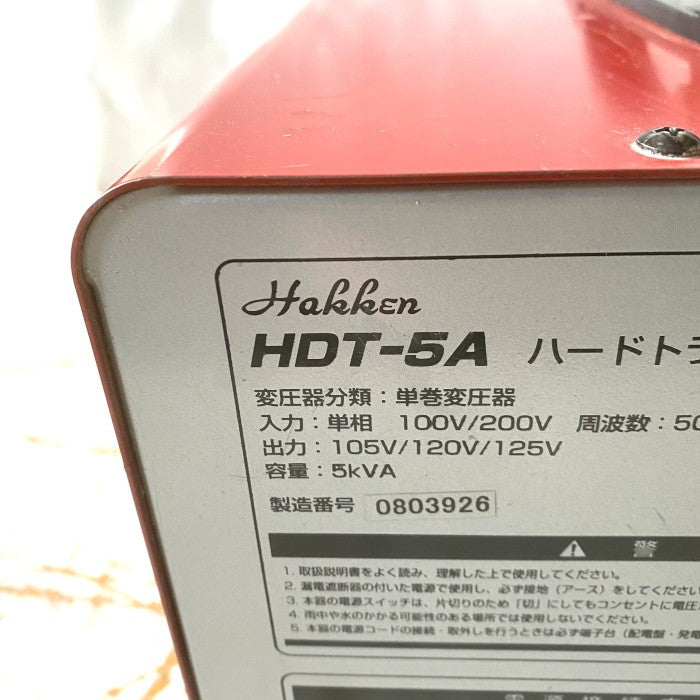 Hakken
HDT-5A ハードトラ
変圧器分類：単巻変圧器
入力：単相 100V/200V 周波数：50
出力：105V/120V/125V
容量：5kVA
製造番号 0803926
警
1. 取扱説明書をよく読み、理解した上で使用してください。
2. 漏電遮断器の付いた電源で使用し、必ず接地（アース）をしてください
3. 本器の電源スイッチは、片切りのため「切」にしてもコンセントに電圧
4. 雨中や水のかかる可能性のある場所では使用しないでください。
5. 本器の電源コードの接続・取外しを行うときは必ず端子台（配電盤・発電